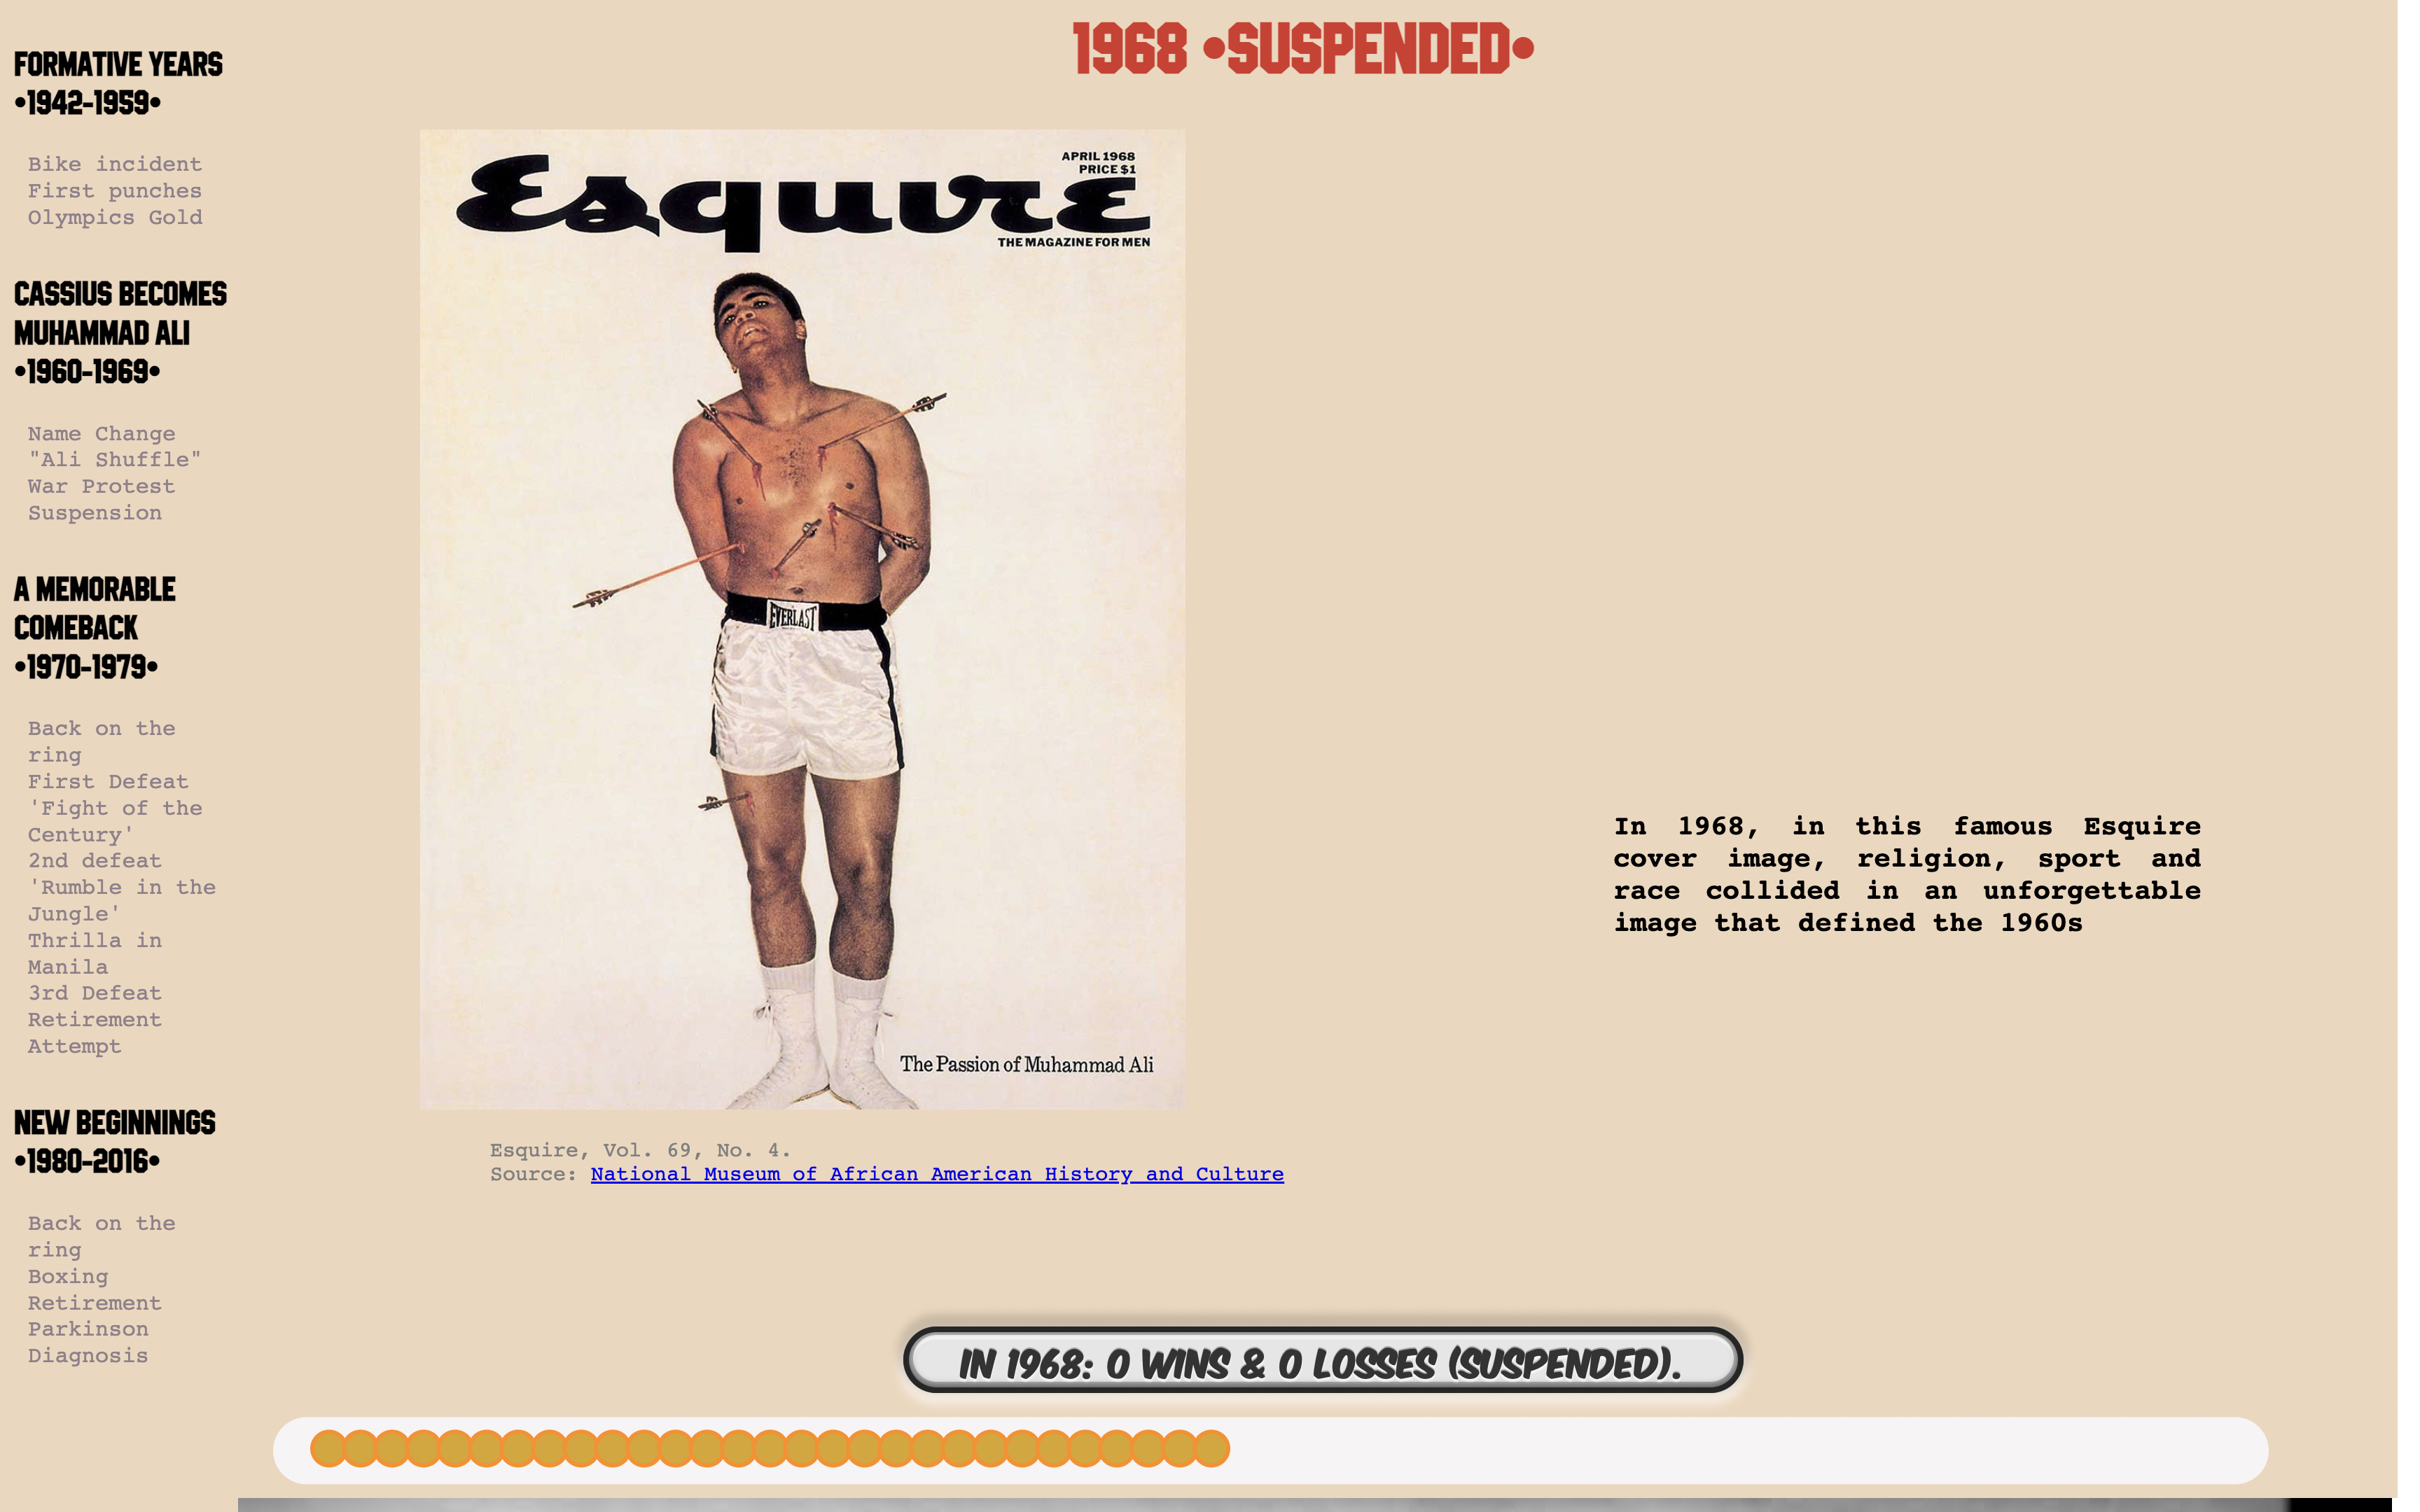 1968 •SUSPENDED•
FORMATIVE YEARS
•1942-1959•
Bike incident
First punches
Olympics Gold
CASSIUS BECOMES
MUHAMMAD ALI
•1960-1969•
Name Change
"Ali Shuffle"
War Protest
Suspension
A MEMORABLE
COMEBACK
•1970-1979•
Back on the
ring
First Defeat
'Fight of the
Century'
2nd defeat
'Rumble in the
Jungle'
Thrilla in
Manila
3rd Defeat
Retirement
Attempt
NEW BEGINNINGS
•1980-2016•
Back on the
ring
Boxing
Retirement
Parkinson
Diagnosis
APRIL 1968
PRICE $1
Esquire
THE MAGAZINE FOR MEN
EVERLAST
The Passion of Muhammad Ali
Esquire, Vol. 69, No. 4.
Source: National Museum of African American History and Culture
In 1968, in this famous Esquire
cover image, religion, sport and
race collided in an unforgettable
image that defined the 1960s
IN 1968: 0 WINS & 0 LOSSES (SUSPENDED).